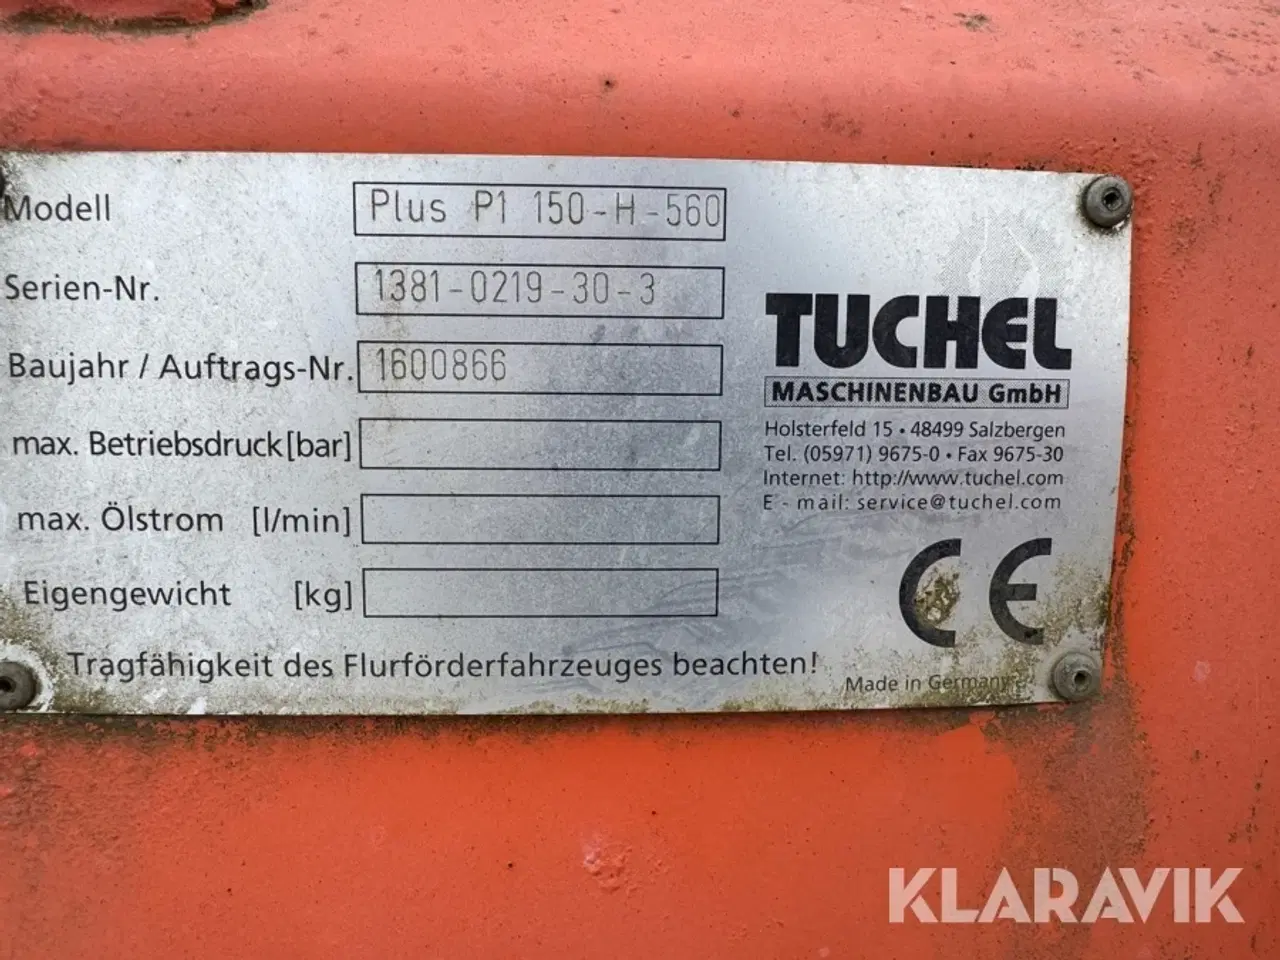 Modell Plus P1 150-H-560
Serien-Nr. 1381-0219-30-3
Baujahr / Auftrags-Nr. 1600866
max. Betriebsdruck [bar]
max. Ölstrom [l/min]
Eigengewicht [kg]
Tragfähigkeit des Flurförderfahrzeuges beachten!
TUCHEL
MASCHINENBAU GmbH
Holsterfeld 15 • 48499 Salzbergen
Tel. (05971) 9675-0 • Fax 9675-30
Internet: http://www.tuchel.com
E - mail: service@tuchel.com
CE
Made in Germany
KLARAVIK